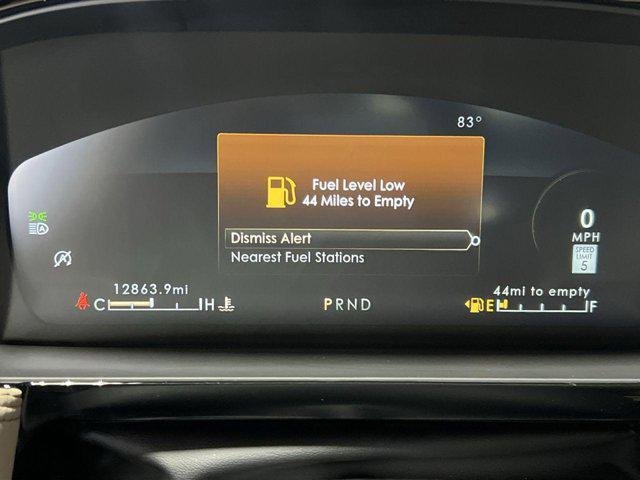 83°
Fuel Level Low
44 Miles to Empty
Dismiss Alert
Nearest Fuel Stations
0
MPH
SPEED
LIMIT
5
A
A
12863.9mi
44mi to empty
C H
PRND
E F